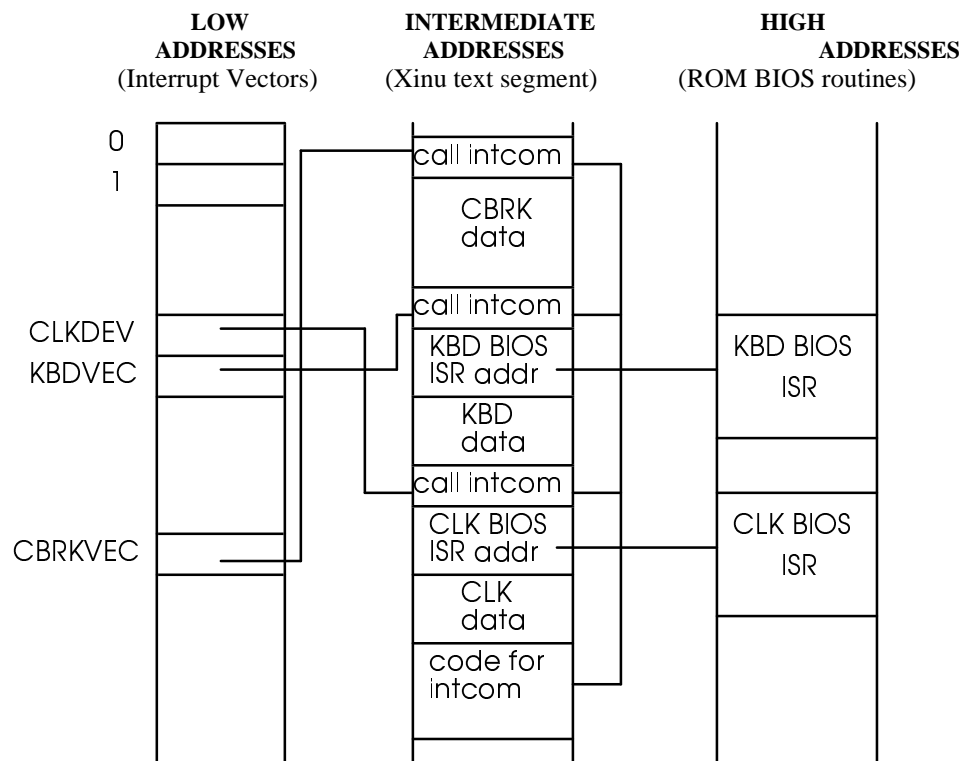 LOW
ADDRESSES
(Interrupt Vectors)
INTERMEDIATE
ADDRESSES
(Xinu text segment)
HIGH
ADDRESSES
(ROM BIOS routines)
0
1
CLKDEV
KBDVEC
CBRKVEC
call intcom
CBRK
data
call intcom
KBD BIOS
ISR addr
KBD
data
call intcom
CLK BIOS
ISR addr
CLK
data
code for
intcom
KBD BIOS
ISR
CLK BIOS
ISR